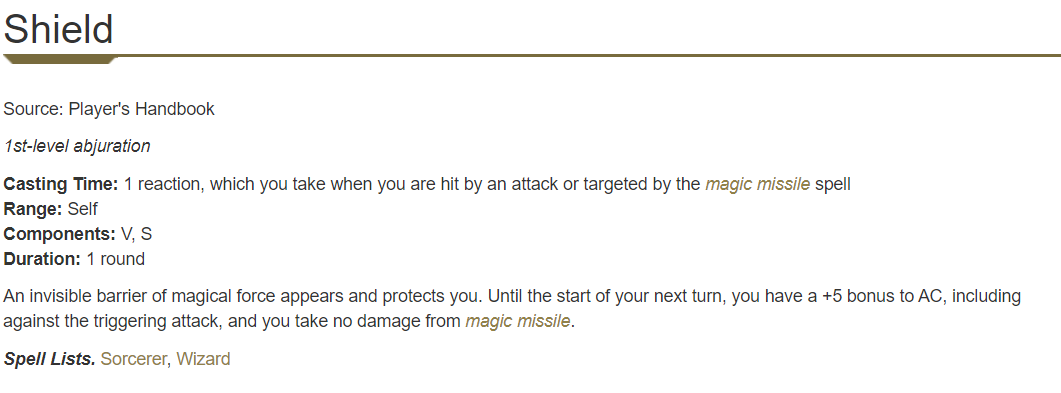 Shield
Source: Player's Handbook
1st-level abjuration
Casting Time: 1 reaction, which you take when you are hit by an attack or targeted by the magic missile spell
Range: Self
Components: V, S
Duration: 1 round
An invisible barrier of magical force appears and protects you. Until the start of your next turn, you have a +5 bonus to AC, including
against the triggering attack, and you take no damage from magic missile.
Spell Lists. Sorcerer, Wizard